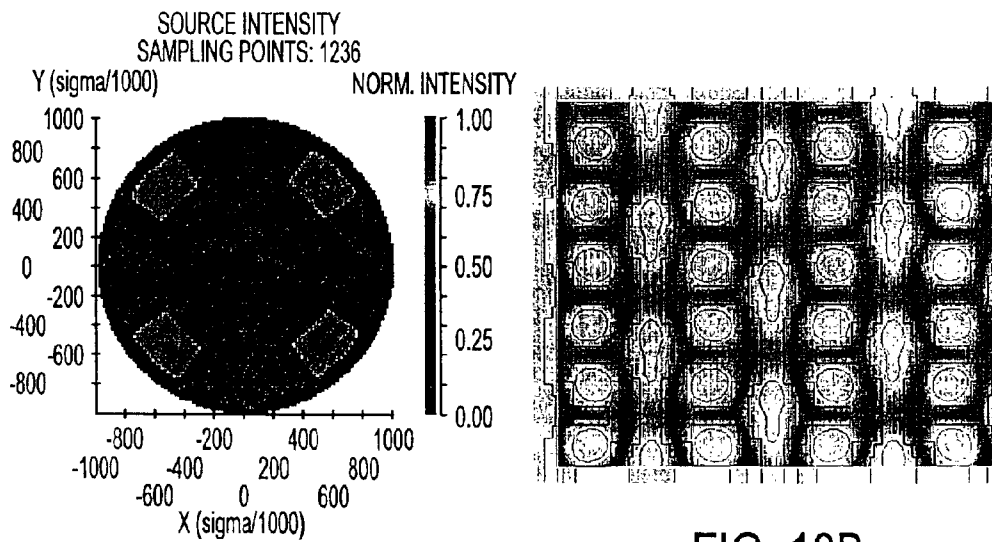 SOURCE INTENSITY
SAMPLING POINTS: 1236
Y (sigma/1000)
NORM. INTENSITY
1000
800
600
400
200
0
-200
-400
-600
-800
1.00
0.75
0.50
0.25
0.00
-800 -200 400 1000
-1000 -400 200 800
-600 0 600
X (sigma/1000)